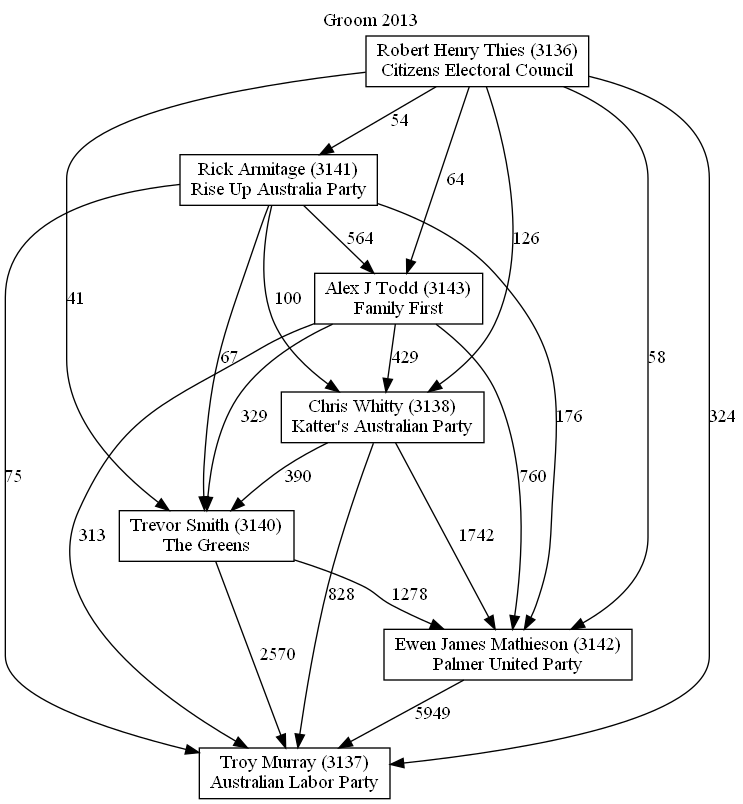 Groom 2013
Robert Henry Thies (3136)
Citizens Electoral Council
54
Rick Armitage (3141)
Rise Up Australia Party
64
564
126
Alex J Todd (3143)
Family First
41
100
67
429
58
Chris Whitty (3138)
Katter's Australian Party
329
176
324
75
390
760
Trevor Smith (3140)
The Greens
313
1742
828
1278
Ewen James Mathieson (3142)
Palmer United Party
2570
5949
Troy Murray (3137)
Australian Labor Party